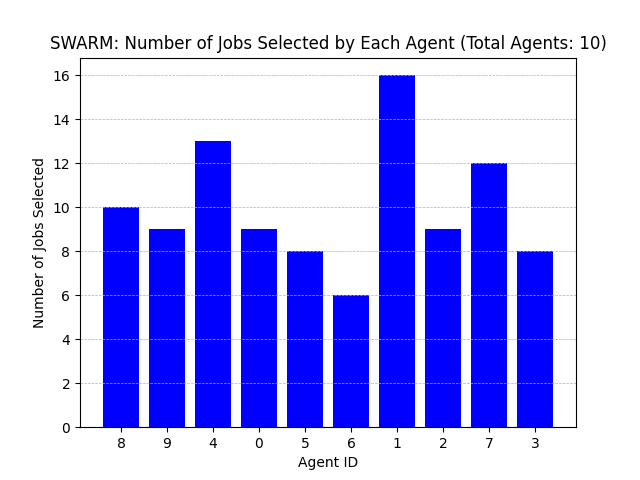 SWARM: Number of Jobs Selected by Each Agent (Total Agents: 10)
Number of Jobs Selected
16
14
12
10
8
6
4
2
0
8 9 4 0 5 6 1 2 7 3
Agent ID